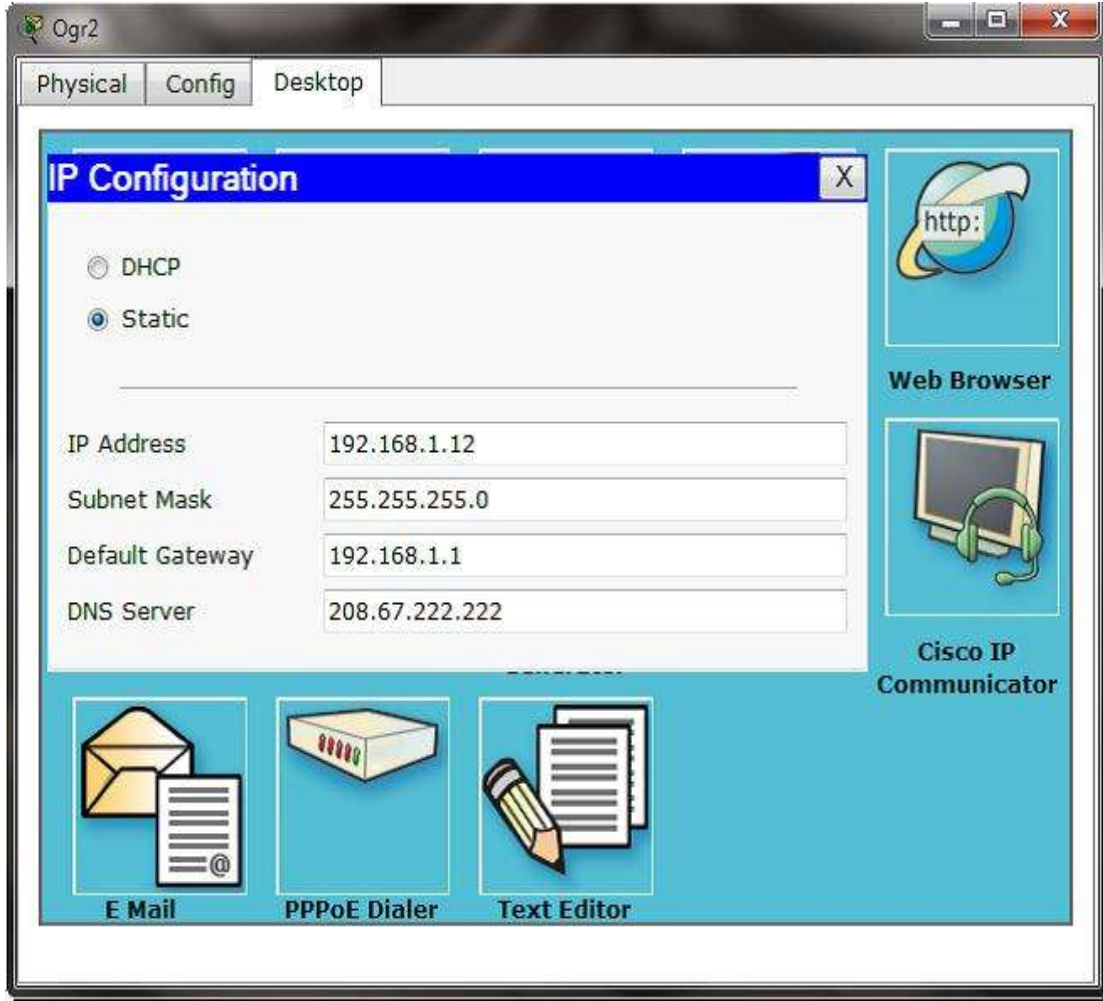 Ogr2
Physical
Config
Desktop
IP Configuration
X
http:
DHCP
Static
Web Browser
IP Address
192.168.1.12
Subnet Mask
255.255.255.0
Default Gateway
192.168.1.1
DNS Server
208.67.222.222
Cisco IP
Communicator
@
E Mail
PPPoE Dialer
Text Editor